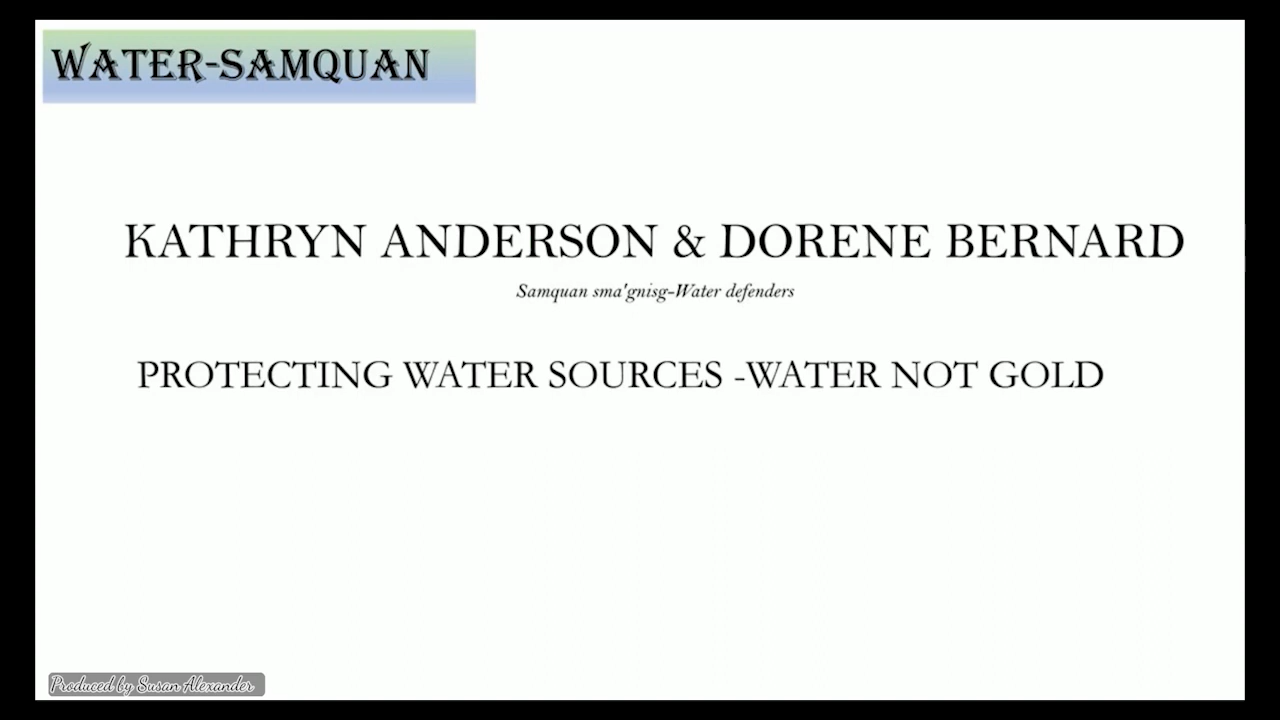 WATER-SAMQUAN
KATHRYN ANDERSON & DORENE BERNARD
Samquan sma'gnisg-Water defenders
PROTECTING WATER SOURCES -WATER NOT GOLD
Produced by Susan Alexander